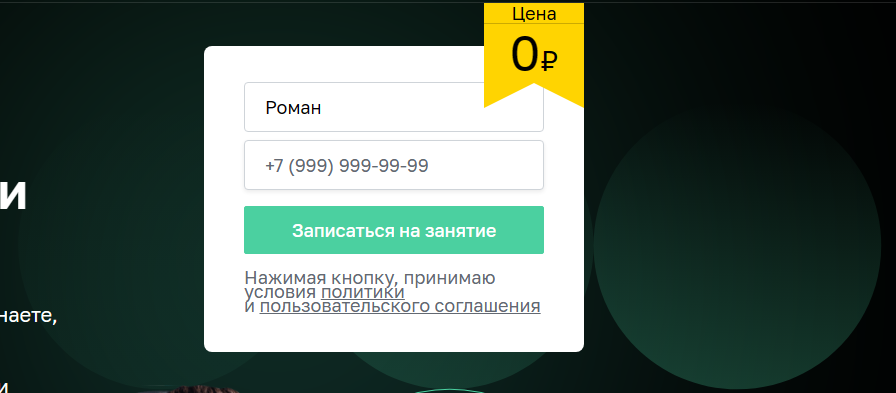 Цена
0₽
Роман
+7 (999) 999-99-99
и
Записаться на занятие
Нажимая кнопку, принимаю
условия политики
и пользовательского соглашения
наете,
и